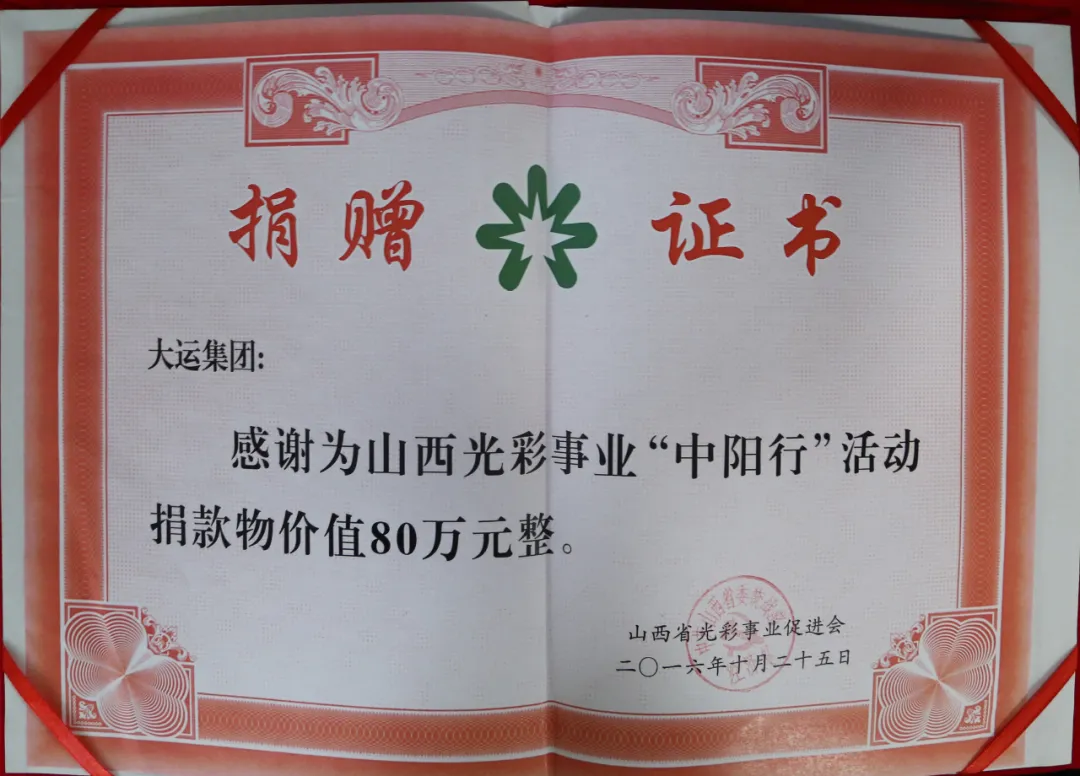 捐赠 证书
大运集团:
感谢为山西光彩事业“中阳行”活动
捐款物价值80万元整。
山西省光彩事业促进会
二〇一六年十月二十五日